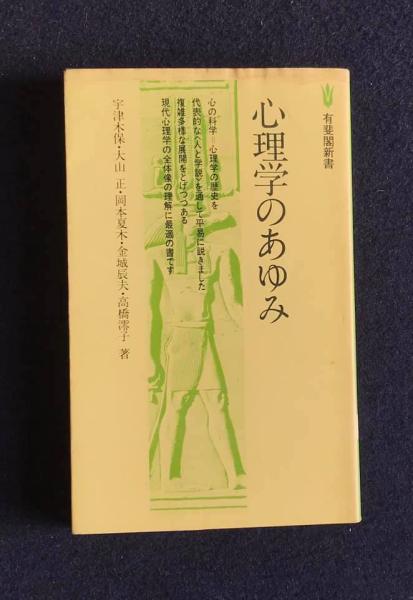 有斐閣新書
心理学のあゆみ
心の科学=心理学の歴史を
代表的な〈人と学説〉を通して平易に説きました
複雑多様な展開をとげつつある
現代心理学の全体像の理解に最適の書です
宇津木保・大山 正・岡本夏木・金城辰夫・高橋澪子 著